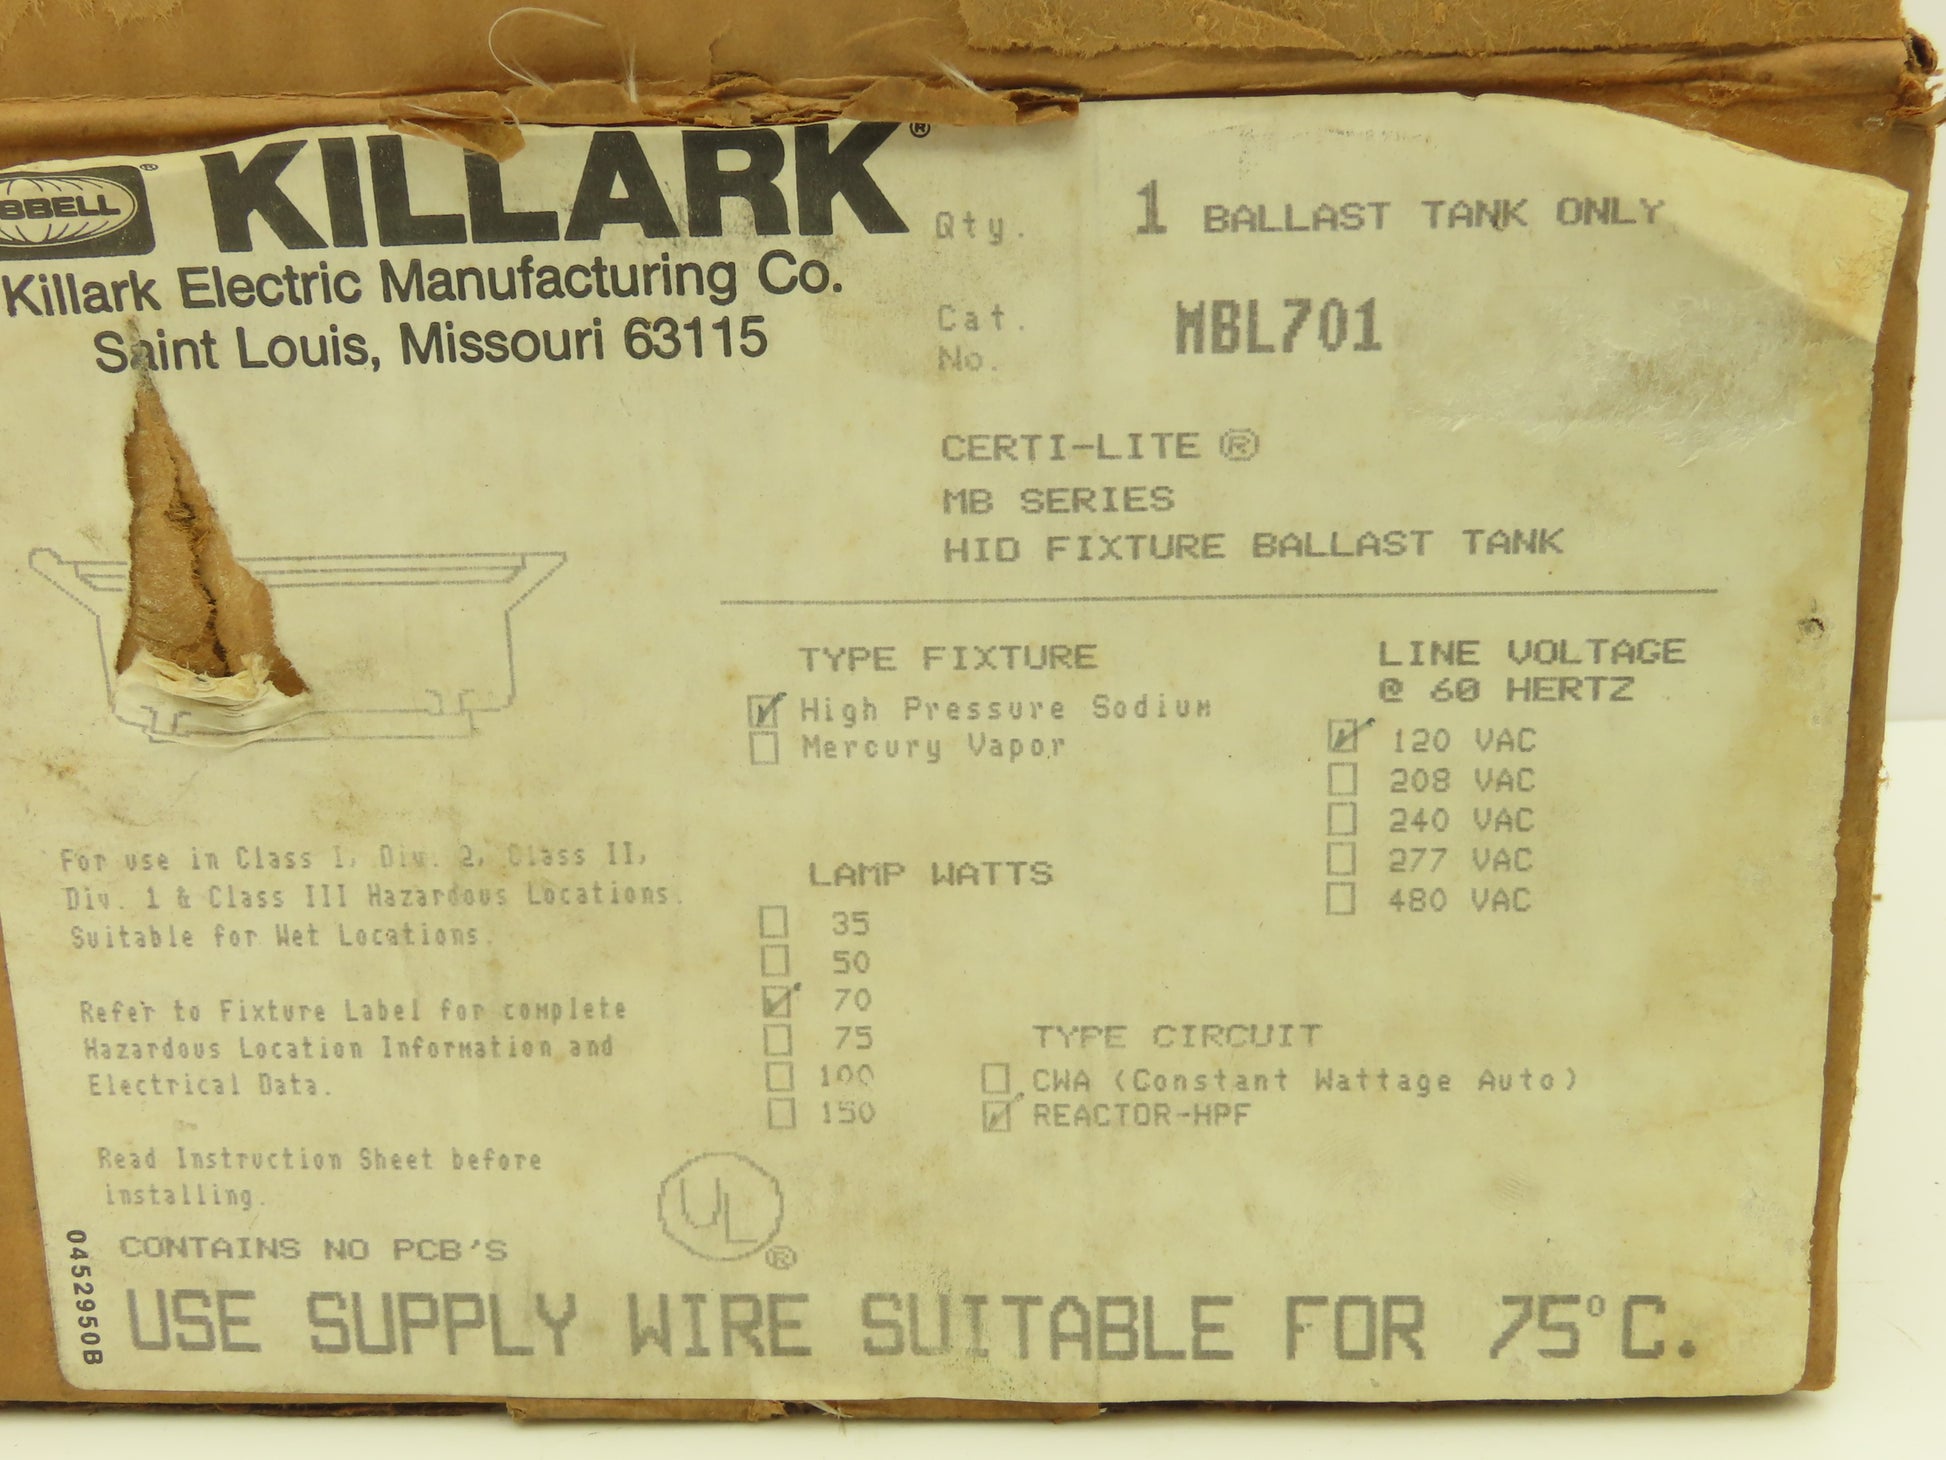 BBELL ® KILLARK®
Killark Electric Manufacturing Co.
Saint Louis, Missouri 63115
Qty. 1 BALLAST TANK ONLY
Cat. No. MBL701
CERTI-LITE ®
MB SERIES
HID FIXTURE BALLAST TANK
TYPE FIXTURE
High Pressure Sodium
Mercury Vapor
LINE VOLTAGE
@ 60 HERTZ
120 VAC
208 VAC
240 VAC
277 VAC
480 VAC
LAMP WATTS
35
50
70
75
100
150
TYPE CIRCUIT
CWA (Constant Wattage Auto)
REACTOR-HPF
For use in Class I, Div. 2, Class II,
Div. 1 & Class III Hazardous Locations.
Suitable for Wet Locations.
Refer to Fixture Label for complete
Hazardous Location Information and
Electrical Data.
Read Instruction Sheet before
installing.
UL ®
CONTAINS NO PCB'S
USE SUPPLY WIRE SUITABLE FOR 75°C.
04529650B